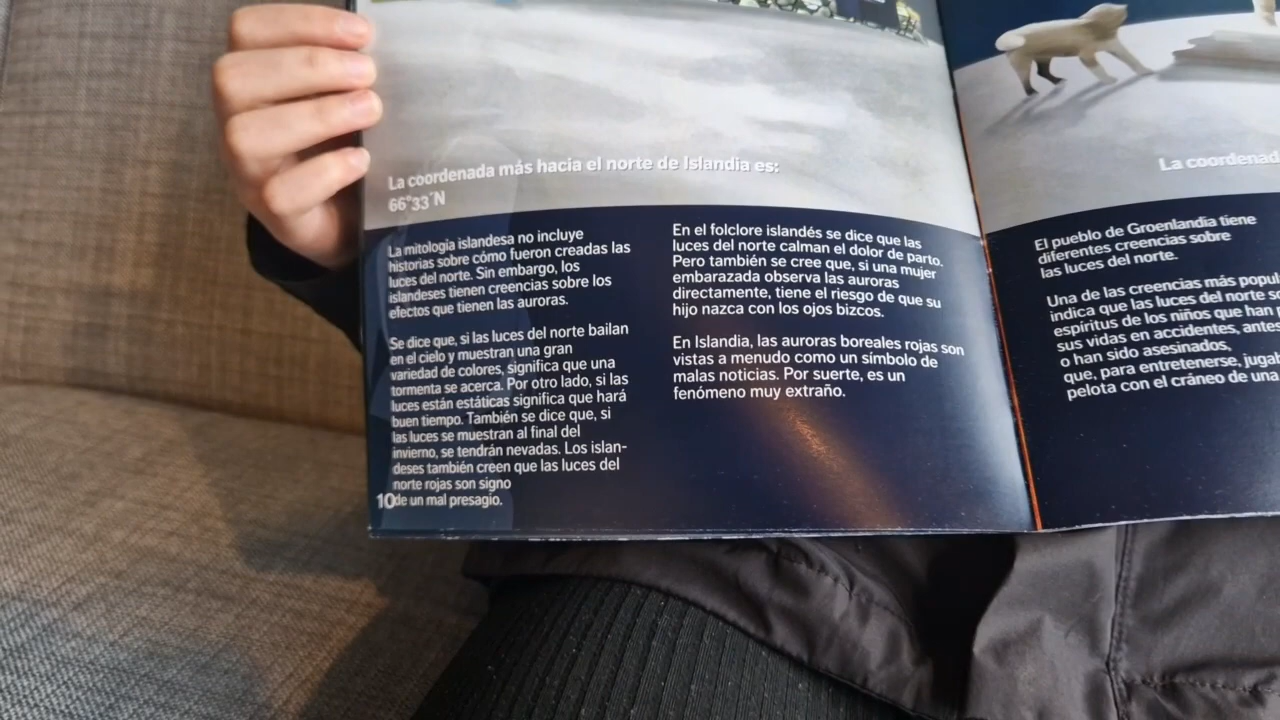 La coordenada más hacia el norte de Islandia es:
66°33´N
La mitología islandesa no incluye
historias sobre cómo fueron creadas las
luces del norte. Sin embargo, los
islandeses tienen creencias sobre los
efectos que tienen las auroras.
Se dice que, si las luces del norte bailan
en el cielo y muestran una gran
variedad de colores, significa que una
tormenta se acerca. Por otro lado, si las
luces están estáticas significa que hará
buen tiempo. También se dice que, si
las luces se muestran al final del
invierno, se tendrán nevadas. Los islan-
deses también creen que las luces del
norte rojas son signo
de un mal presagio.
10
En el folclore islandés se dice que las
luces del norte calman el dolor de parto.
Pero también se cree que, si una mujer
embarazada observa las auroras
directamente, tiene el riesgo de que su
hijo nazca con los ojos bizcos.
En Islandia, las auroras boreales rojas son
vistas a menudo como un símbolo de
malas noticias. Por suerte, es un
fenómeno muy extraño.
La coordenad
El pueblo de Groenlandia tiene
diferentes creencias sobre
las luces del norte.
Una de las creencias más popul
indica que las luces del norte s
espíritus de los niños que han
sus vidas en accidentes, antes
o han sido asesinados,
que, para entretenerse, jugab
pelota con el cráneo de una